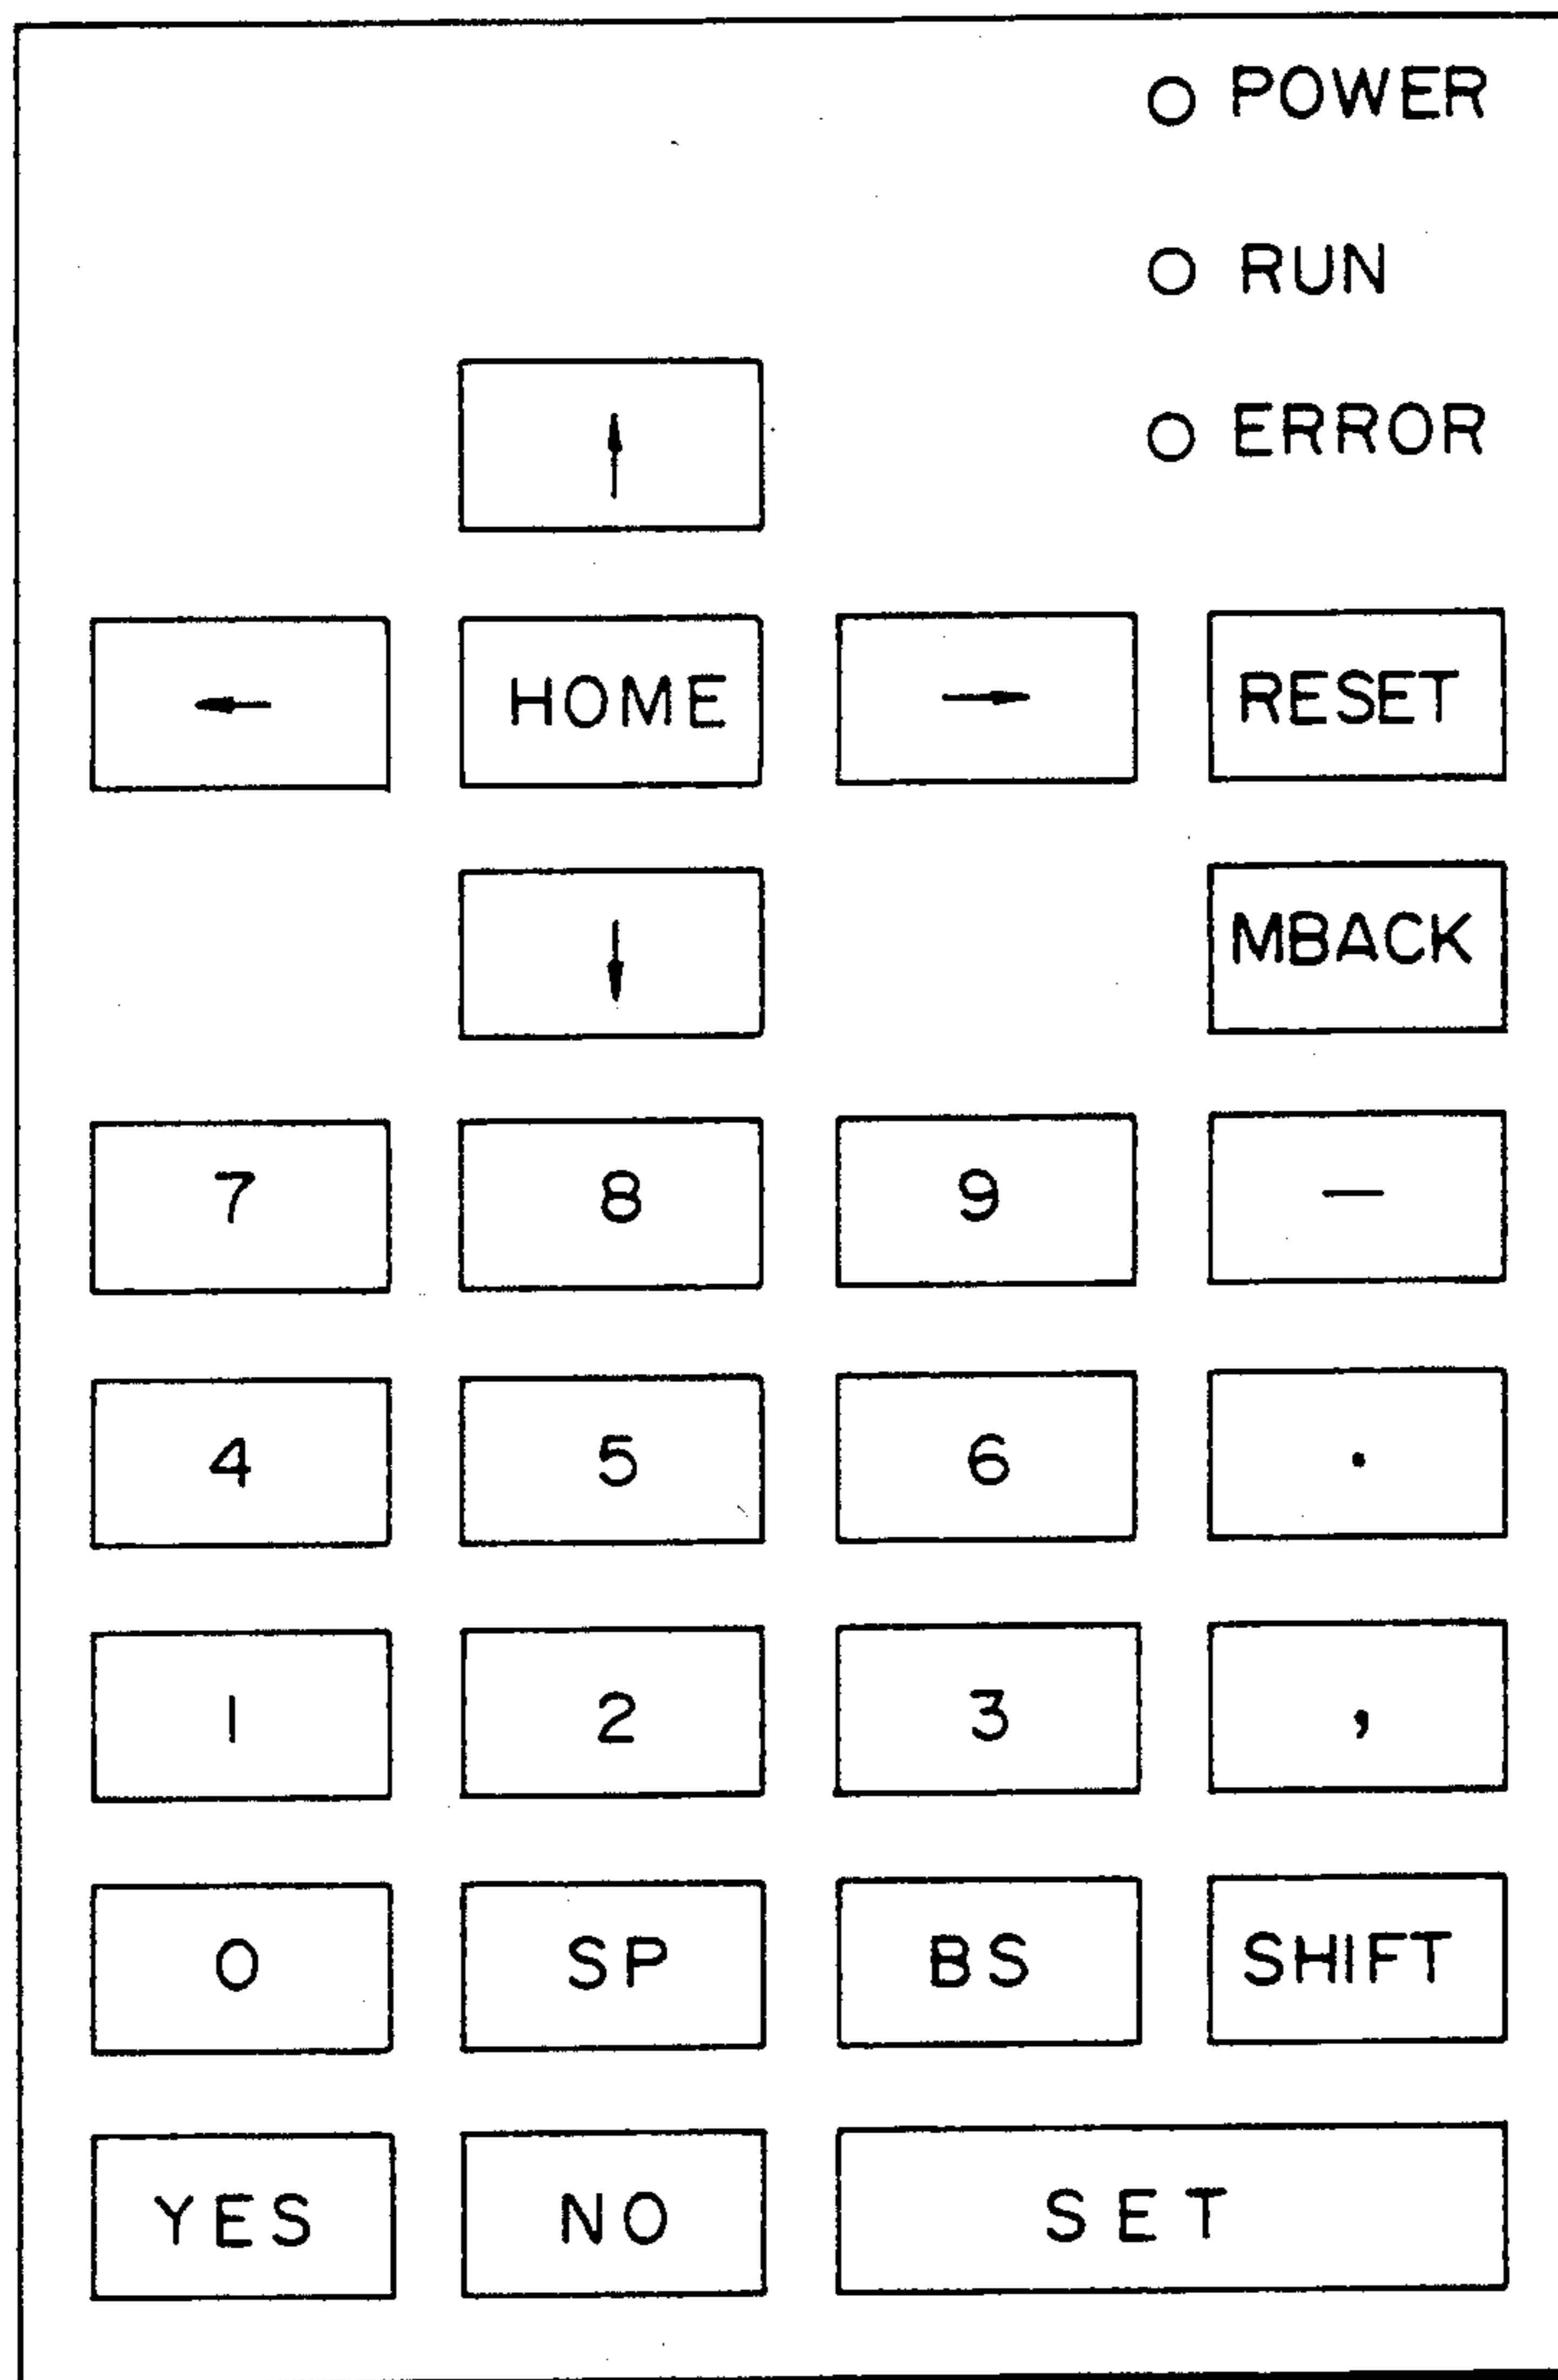 POWER
RUN
ERROR
↑
← HOME → RESET
↓ MBACK
7 8 9 –
4 5 6 .
1 2 3 ,
0 SP BS SHIFT
YES NO SET